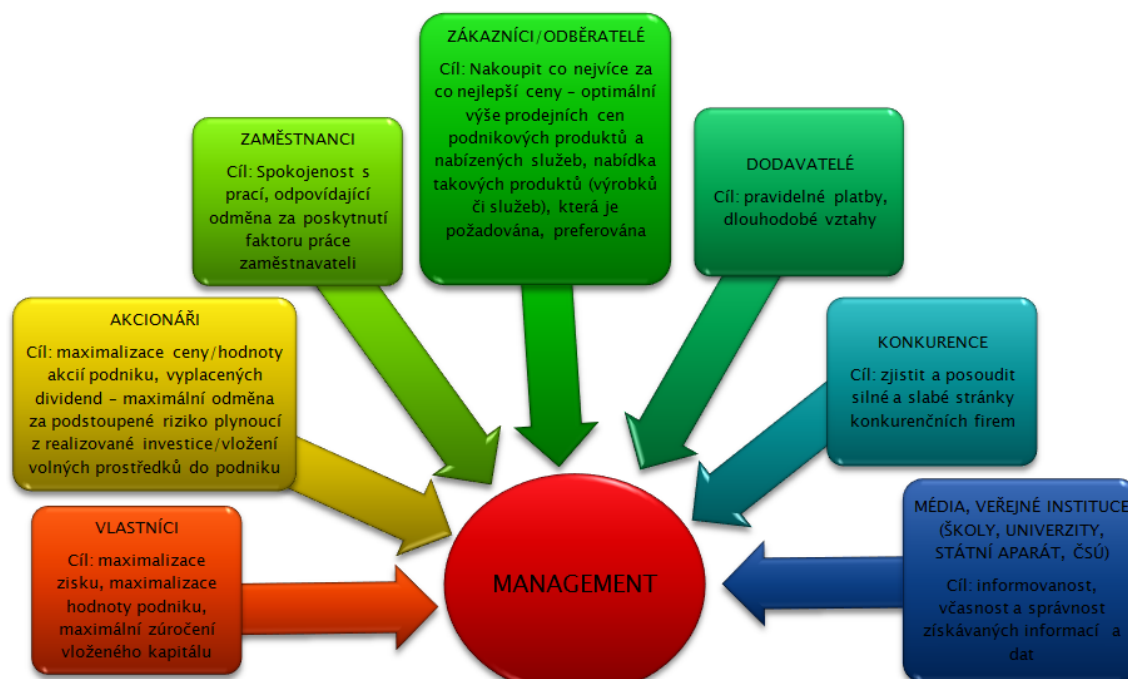 ZÁKAZNÍCI/ODBĚRATELÉ
Cíl: Nakoupit co nejvíce za
co nejlepší ceny – optimální
výše prodejních cen
podnikových produktů a
nabízených služeb, nabídka
takových produktů (výrobků
či služeb), která je
požadována, preferována
ZAMĚSTNANCI
Cíl: Spokojenost s
prací, odpovídající
odměna za poskytnutí
faktoru práce
zaměstnavateli
DODAVATELÉ
Cíl: pravidelné platby,
dlouhodobé vztahy
AKCIONÁŘI
Cíl: maximalizace ceny/hodnoty
akcií podniku, vyplacených
dividend – maximální odměna
za podstoupené riziko plynoucí
z realizované investice/vložení
volných prostředků do podniku
KONKURENCE
Cíl: zjistit a posoudit
silné a slabé stránky
konkurenčních firem
VLASTNÍCI
Cíl: maximalizace
zisku, maximalizace
hodnoty podniku,
maximální zúročení
vloženého kapitálu
MÉDIA, VEŘEJNÉ INSTITUCE
(ŠKOLY, UNIVERZITY,
STÁTNÍ APARÁT, ČSÚ)
Cíl: informovanost,
včasnost a správnost
získávaných informací a
dat
MANAGEMENT